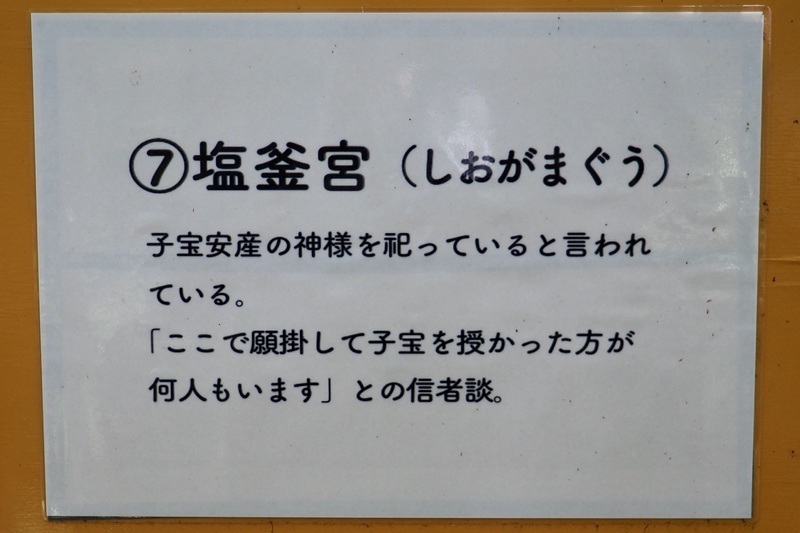 ⑦塩釜宮（しおがまぐう）
子宝安産の神様を祀っていると言われ
ている。
「ここで願掛して子宝を授かった方が
何人もいます」との信者談。